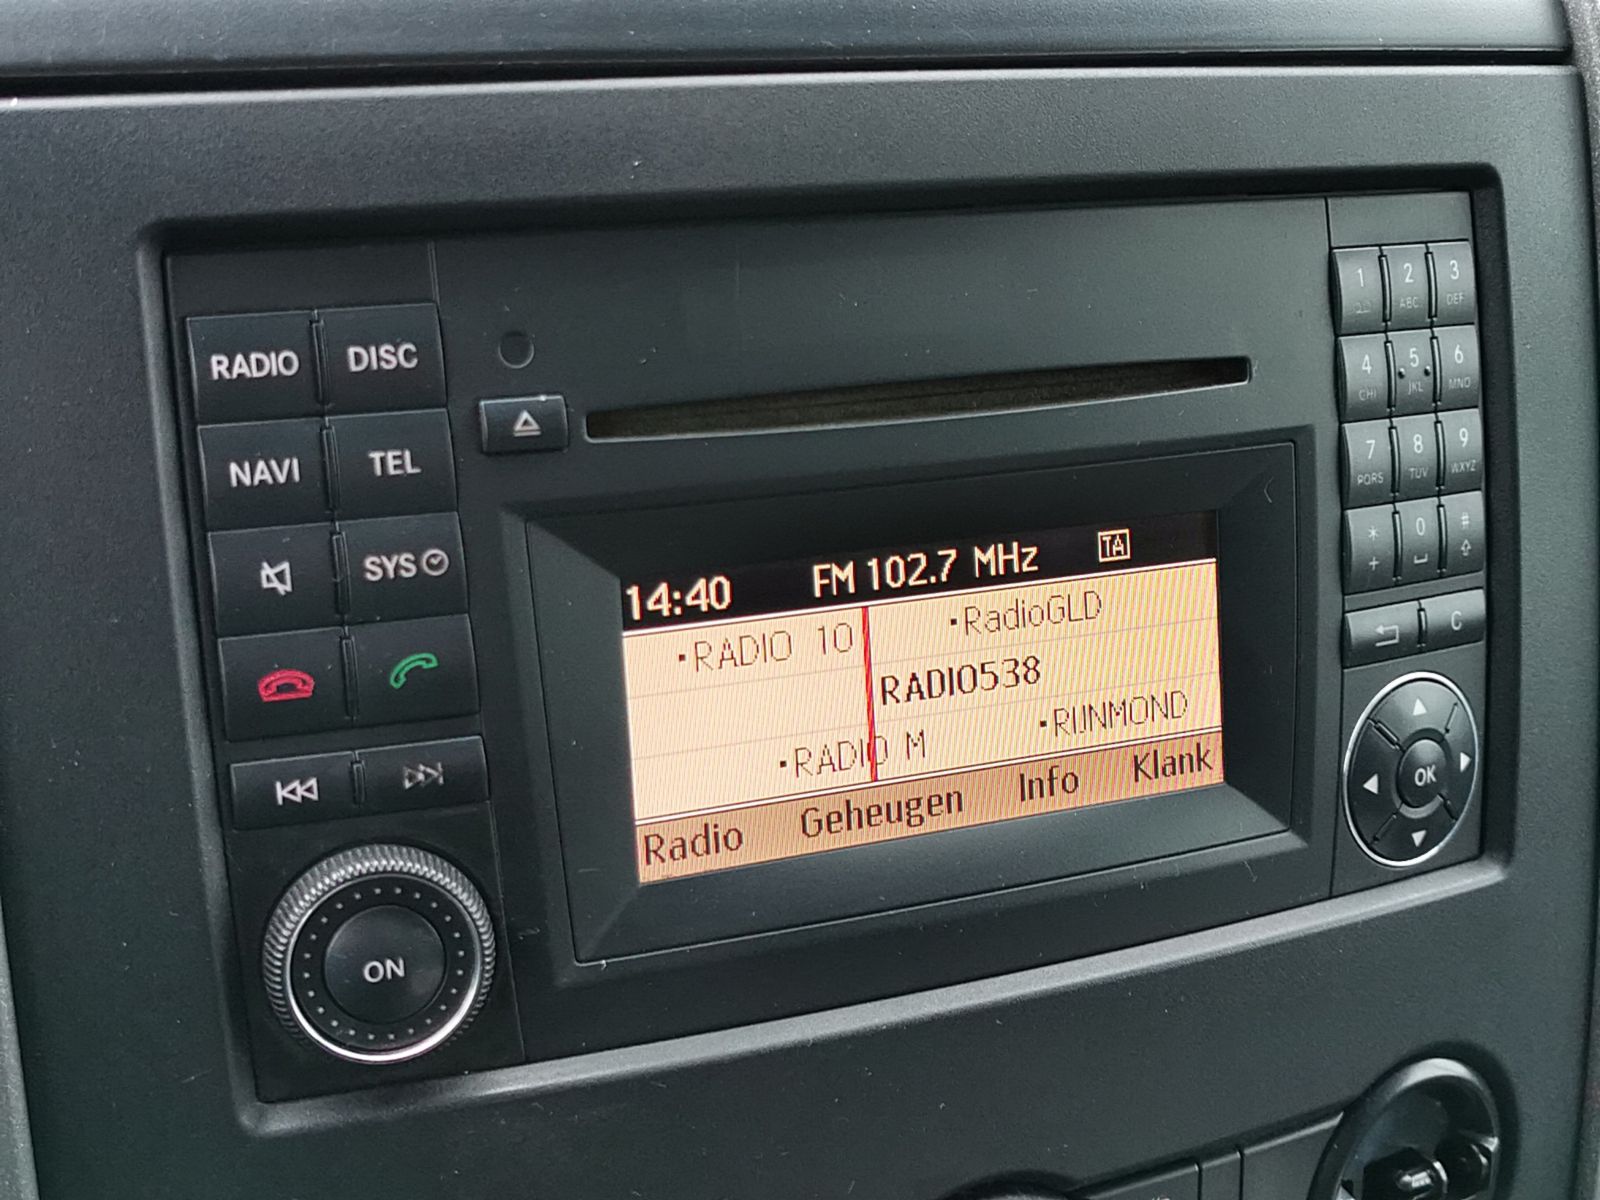 RADIO DISC
NAVI TEL
SYS
ON
14:40 FM 102.7 MHz TA
RADIO 10 RadioGLD
RADIO538
RADIO M RIJNMOND
Radio Geheugen Info Klank
1 2 3
ABC DEF
4 5 6
GHI JKL MNO
7 8 9
PQRS TUV WXYZ
* 0 #
+
C
OK